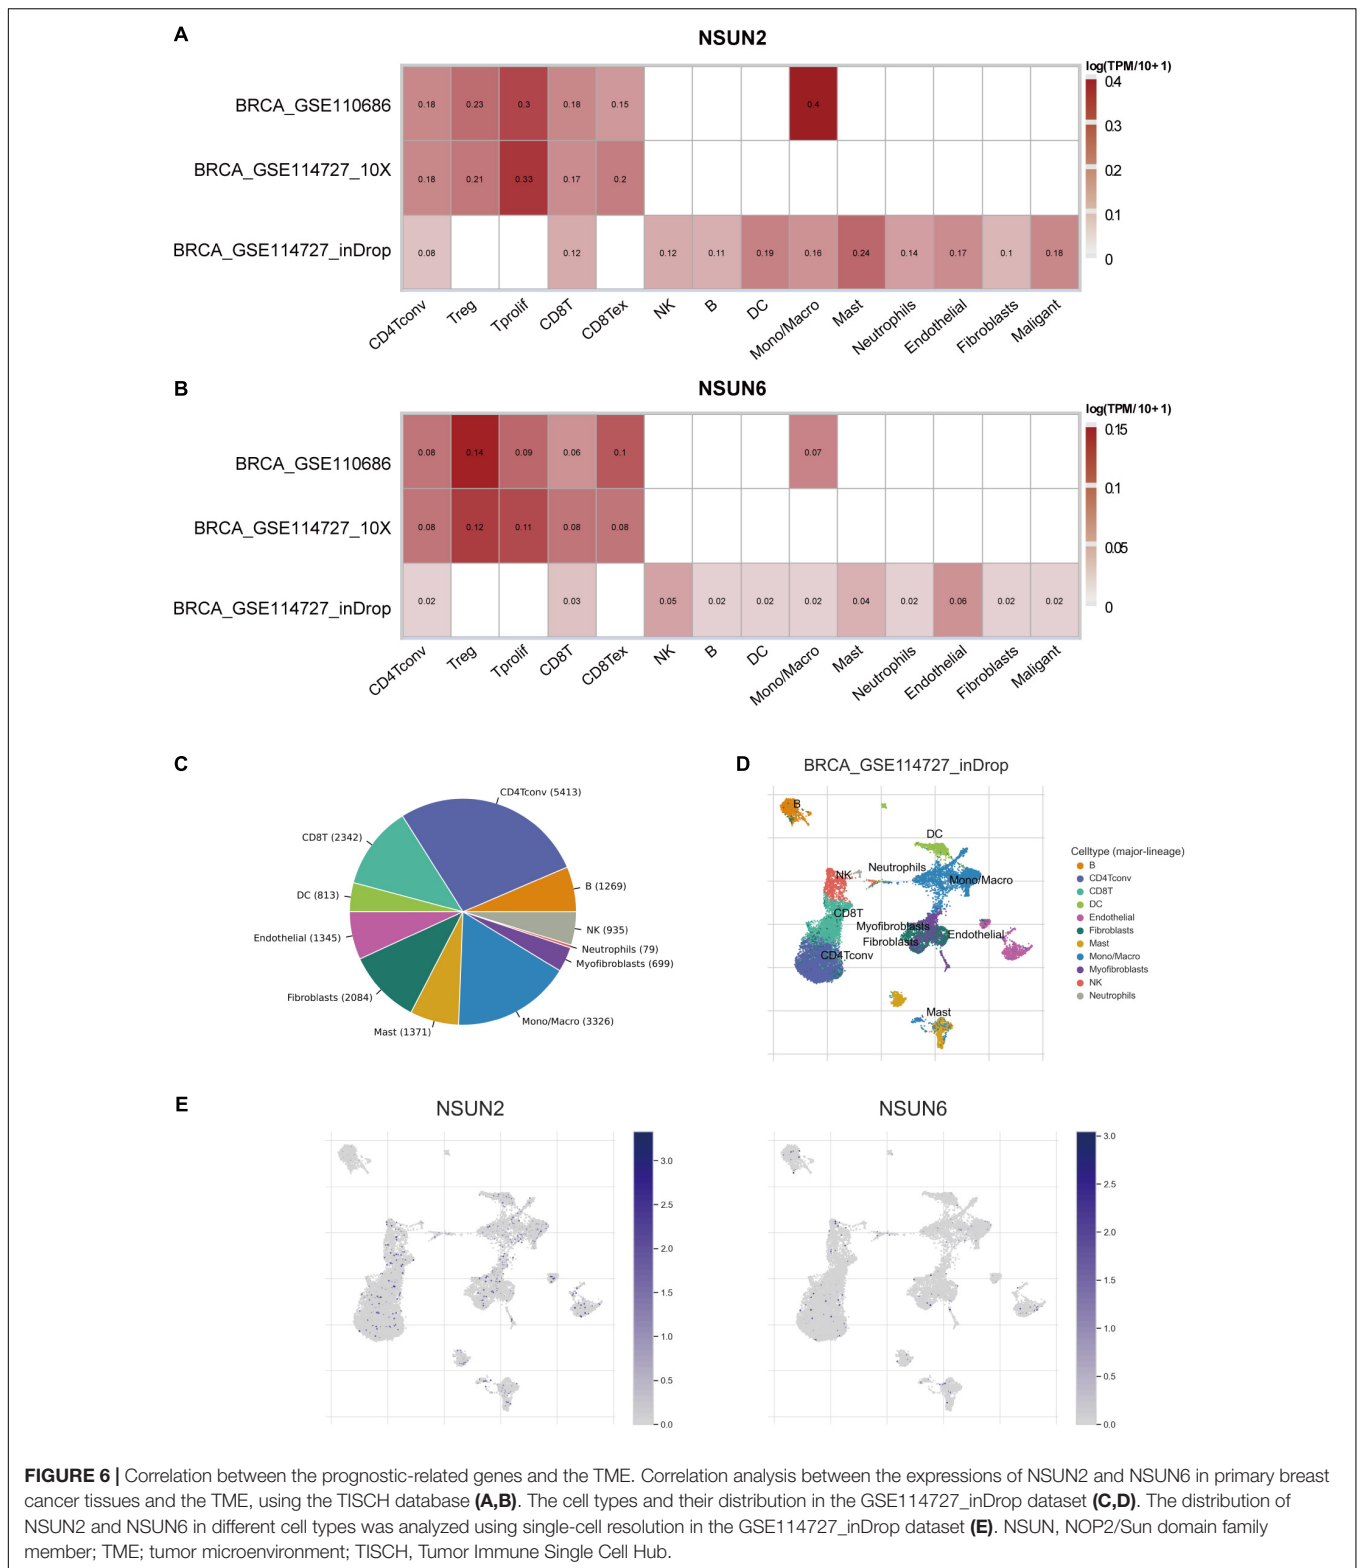 A
NSUN2
log(TPM/10+ 1)
BRCA_GSE110686
0.18 0.23 0.3 0.18 0.15 0.4
BRCA_GSE114727_10X
0.18 0.21 0.33 0.17 0.2
BRCA_GSE114727_inDrop
0.08 0.12 0.12 0.11 0.19 0.16 0.24 0.14 0.17 0.1 0.18
0.4
0.3
0.2
0.1
0
CD4Tconv Treg Tprolif CD8T CD8Tex NK B DC Mono/Macro Mast Neutrophils Endothelial Fibroblasts Maligant
B
NSUN6
log(TPM/10+ 1)
BRCA_GSE110686
0.08 0.14 0.09 0.06 0.1 0.07
BRCA_GSE114727_10X
0.08 0.12 0.11 0.08 0.08
BRCA_GSE114727_inDrop
0.02 0.03 0.05 0.02 0.02 0.02 0.04 0.02 0.06 0.02 0.02
0.15
0.1
0.05
0
CD4Tconv Treg Tprolif CD8T CD8Tex NK B DC Mono/Macro Mast Neutrophils Endothelial Fibroblasts Maligant
C
CD4Tconv (5413)
CD8T (2342)
DC (813)
B (1269)
NK (935)
Endothelial (1345)
Neutrophils (79)
Myofibroblasts (699)
Fibroblasts (2084)
Mono/Macro (3326)
Mast (1371)
D
BRCA_GSE114727_inDrop
B
DC
Neutrophils
NK
Mono/Macro
CD8T
Myofibroblasts
Endothelial
Fibroblasts
CD4Tconv
Mast
Celltype (major-lineage)
B
CD4Tconv
CD8T
DC
Endothelial
Fibroblasts
Mast
Mono/Macro
Myofibroblasts
NK
Neutrophils
E
NSUN2
3.0
2.5
2.0
1.5
1.0
0.5
0.0
NSUN6
3.0
2.5
2.0
1.5
1.0
0.5
0.0
FIGURE 6 | Correlation between the prognostic-related genes and the TME. Correlation analysis between the expressions of NSUN2 and NSUN6 in primary breast
cancer tissues and the TME, using the TISCH database (A,B). The cell types and their distribution in the GSE114727_inDrop dataset (C,D). The distribution of
NSUN2 and NSUN6 in different cell types was analyzed using single-cell resolution in the GSE114727_inDrop dataset (E). NSUN, NOP2/Sun domain family
member; TME; tumor microenvironment; TISCH, Tumor Immune Single Cell Hub.